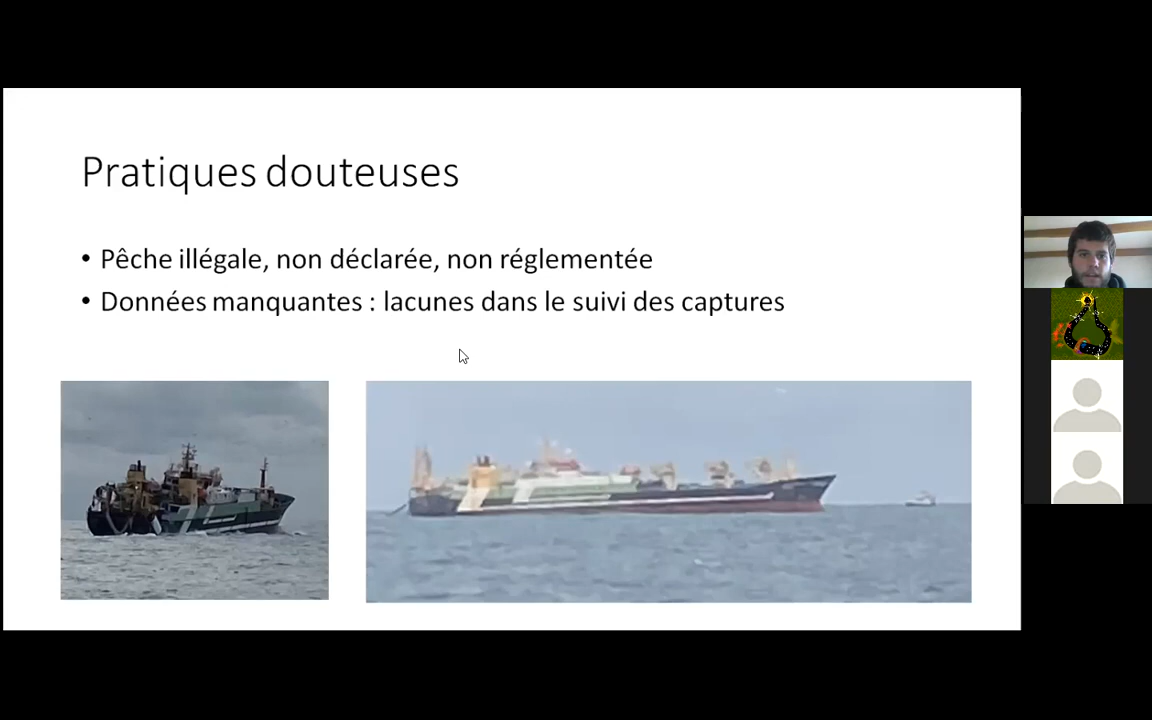 Pratiques douteuses
• Pêche illégale, non déclarée, non réglementée
• Données manquantes : lacunes dans le suivi des captures